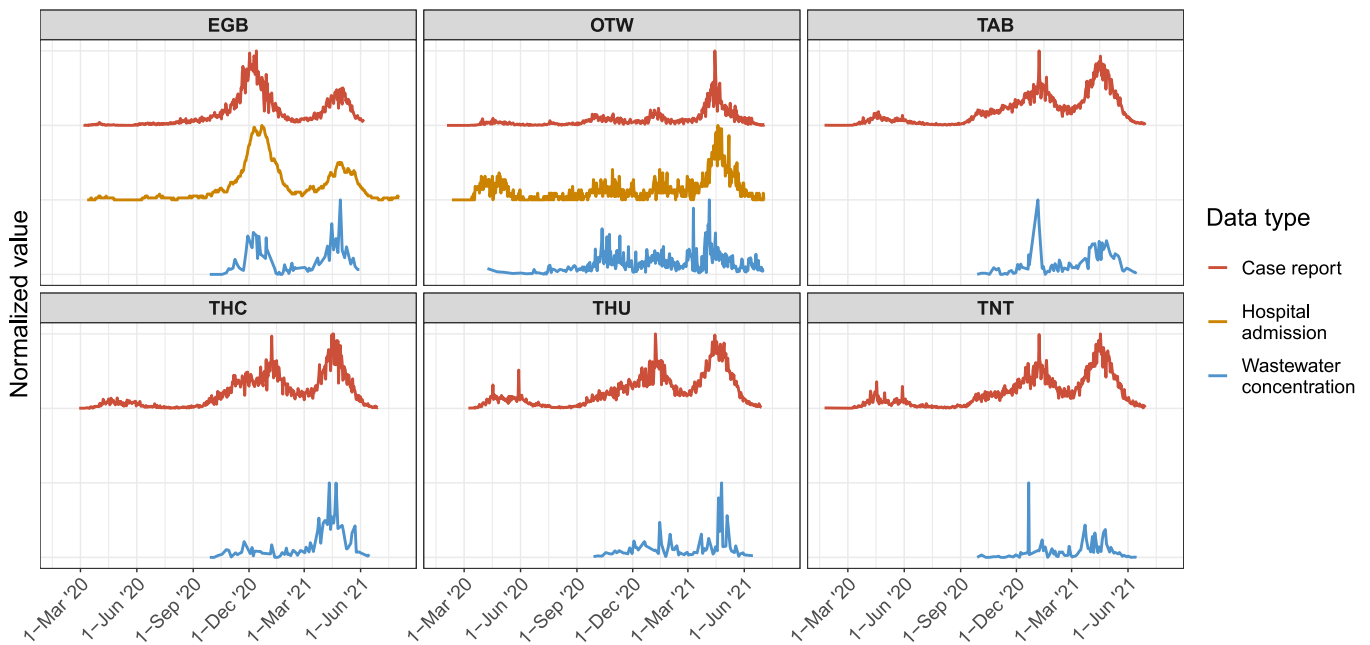 EGB
OTW
TAB
Normalized value
Data type
Case report
Hospital
admission
Wastewater
concentration
THC
THU
TNT
1−Mar '20
1−Jun '20
1−Sep '20
1−Dec '20
1−Mar '21
1−Jun '21
1−Mar '20
1−Jun '20
1−Sep '20
1−Dec '20
1−Mar '21
1−Jun '21
1−Mar '20
1−Jun '20
1−Sep '20
1−Dec '20
1−Mar '21
1−Jun '21